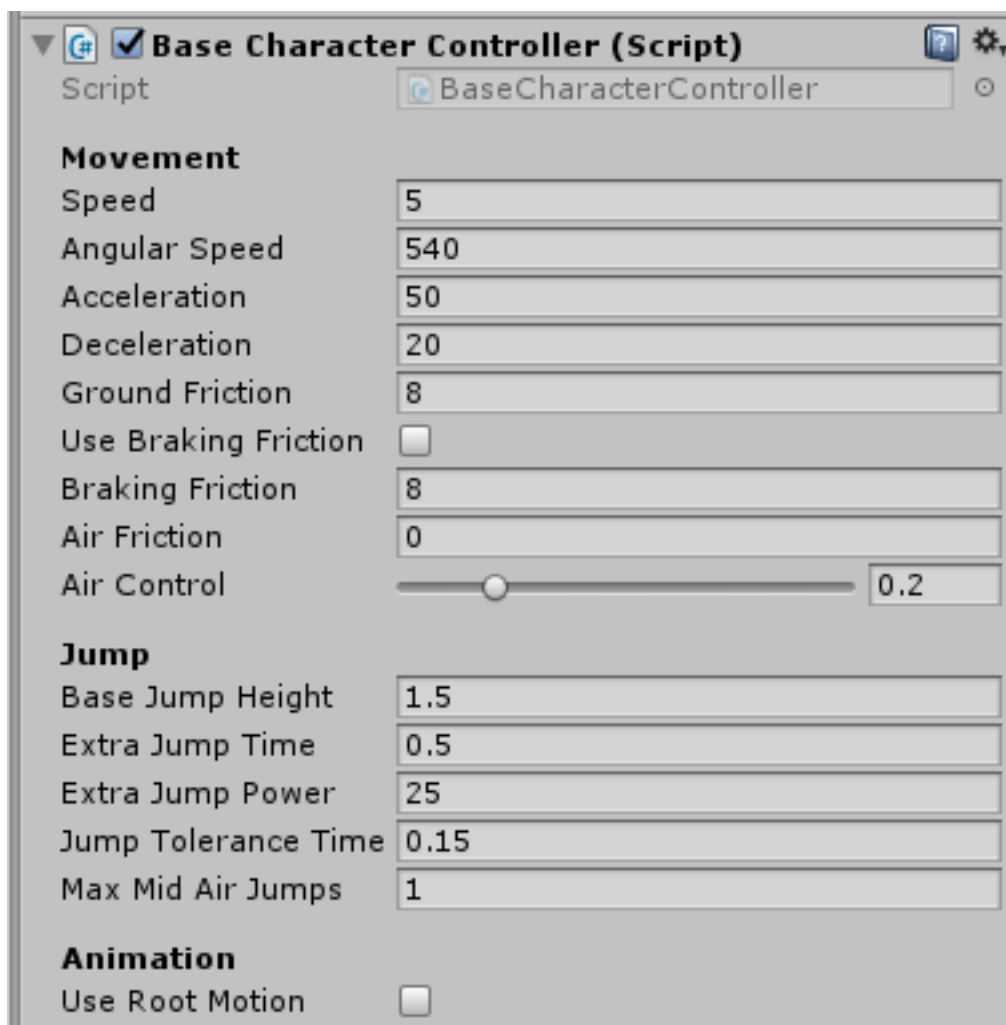 Base Character Controller (Script)
Script BaseCharacterController
Movement
Speed 5
Angular Speed 540
Acceleration 50
Deceleration 20
Ground Friction 8
Use Braking Friction
Braking Friction 8
Air Friction 0
Air Control 0.2
Jump
Base Jump Height 1.5
Extra Jump Time 0.5
Extra Jump Power 25
Jump Tolerance Time 0.15
Max Mid Air Jumps 1
Animation
Use Root Motion